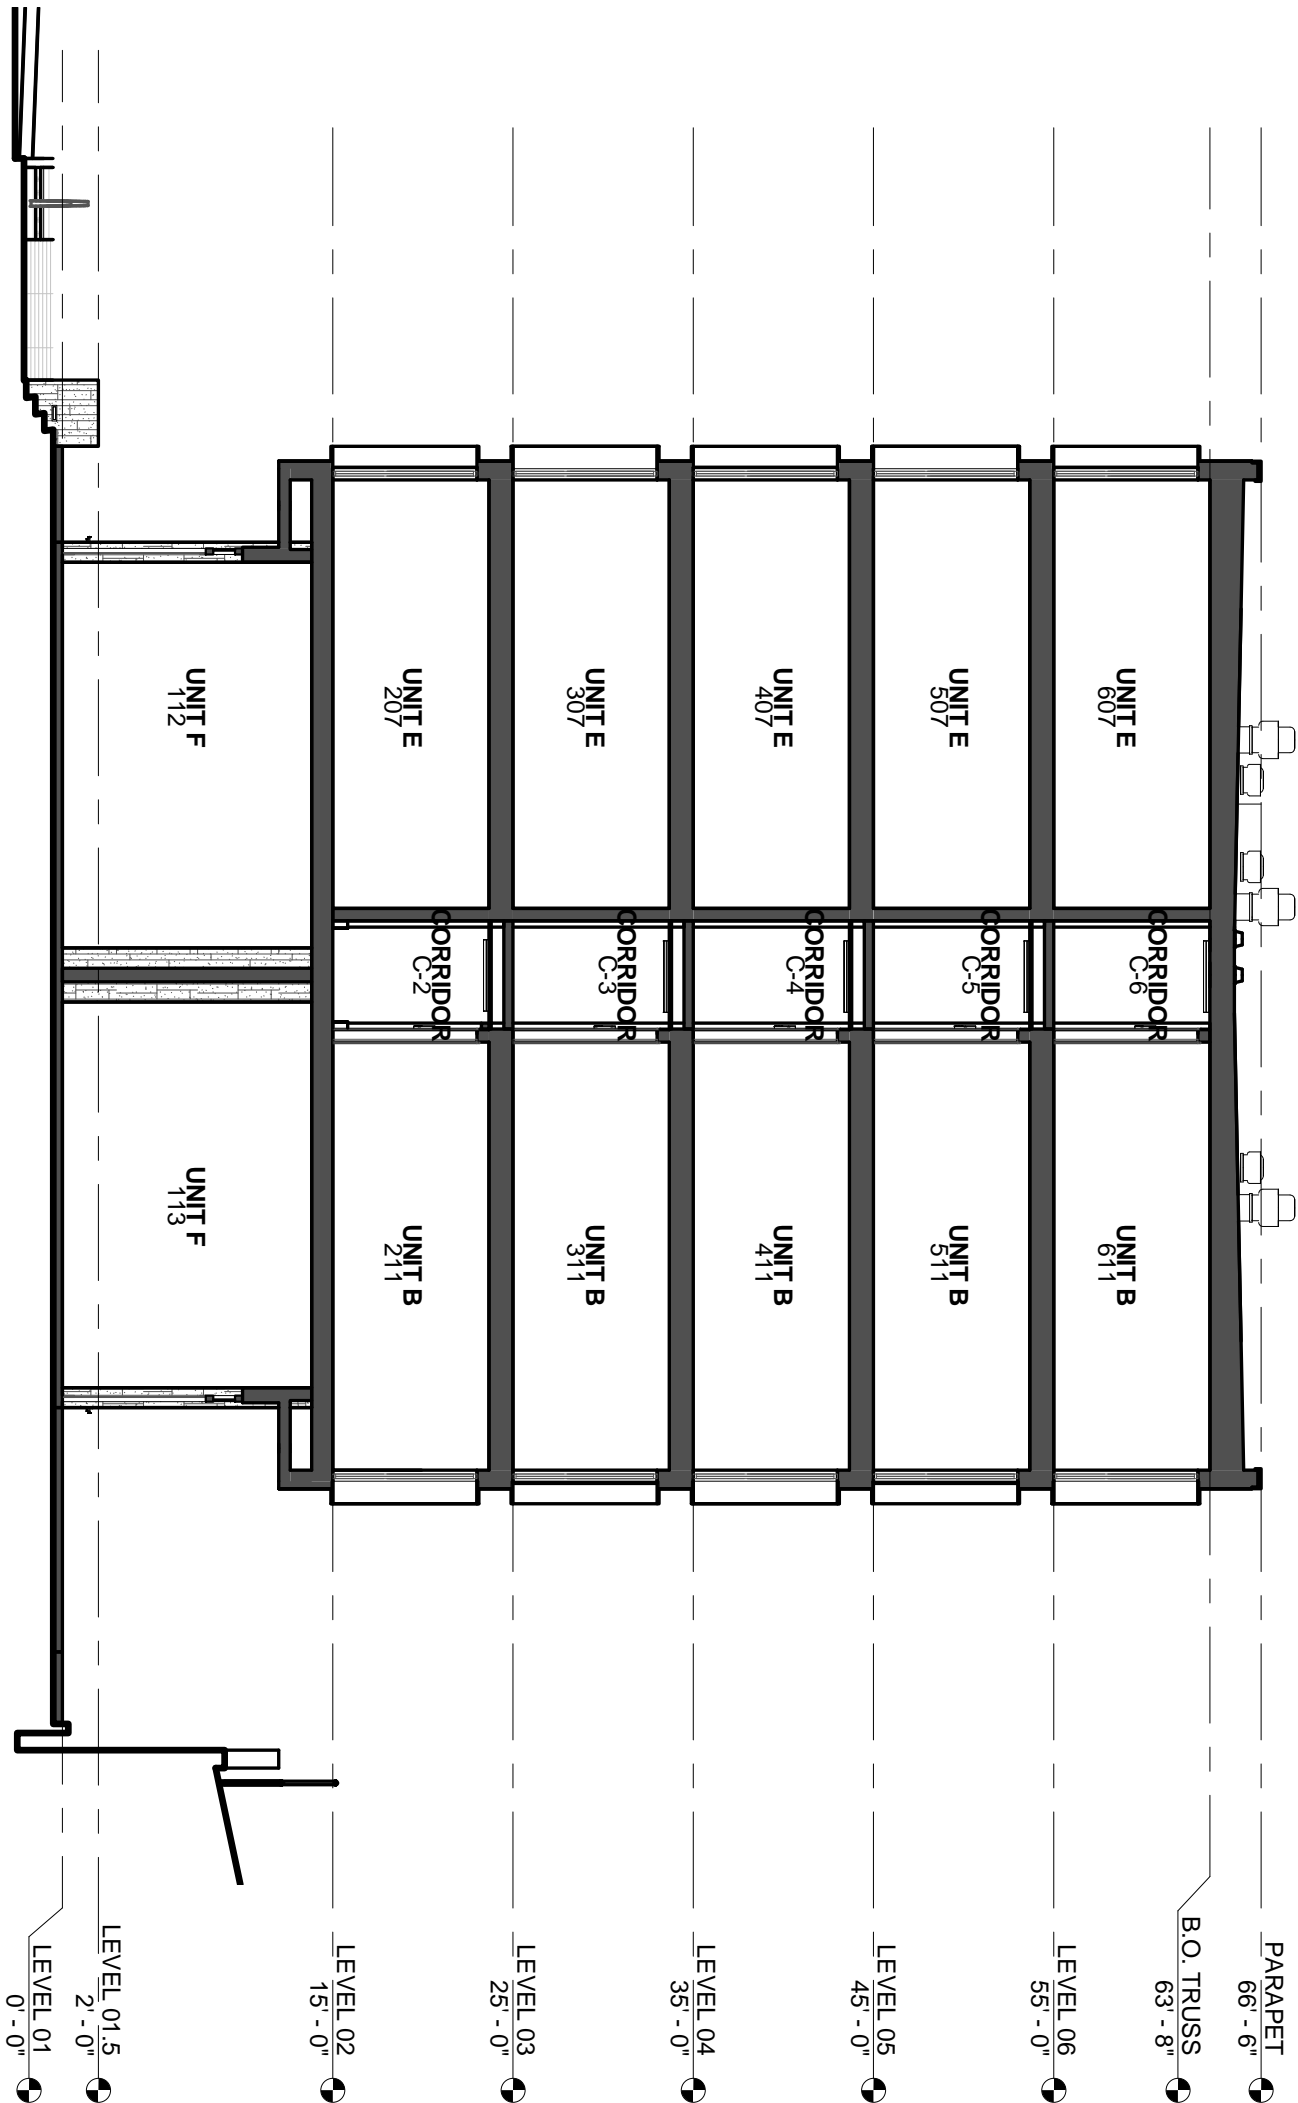 PARAPET
66' - 6"
B.O. TRUSS
63' - 8"
UNIT E
607
CORRIDOR
C-6
UNIT B
611
LEVEL 06
55' - 0"
UNIT E
507
CORRIDOR
C-5
UNIT B
511
LEVEL 05
45' - 0"
UNIT E
407
CORRIDOR
C-4
UNIT B
411
LEVEL 04
35' - 0"
UNIT E
307
CORRIDOR
C-3
UNIT B
311
LEVEL 03
25' - 0"
UNIT E
207
CORRIDOR
C-2
UNIT B
211
LEVEL 02
15' - 0"
UNIT F
112
UNIT F
113
LEVEL 01.5
2' - 0"
LEVEL 01
0' - 0"